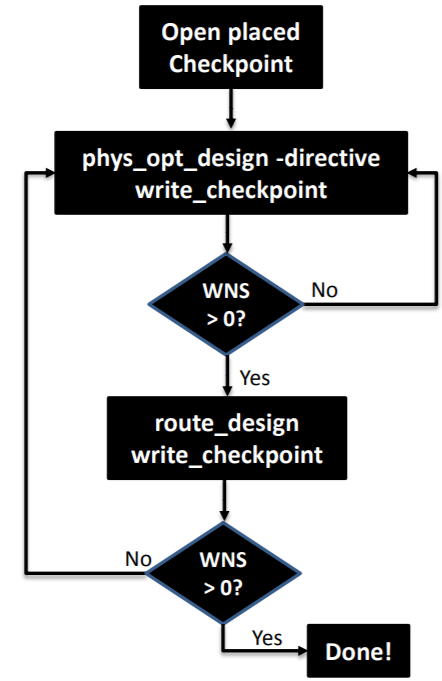 Open placed
Checkpoint
phys_opt_design -directive
write_checkpoint
WNS
> 0?
No
Yes
route_design
write_checkpoint
No
WNS
> 0?
Yes
Done!